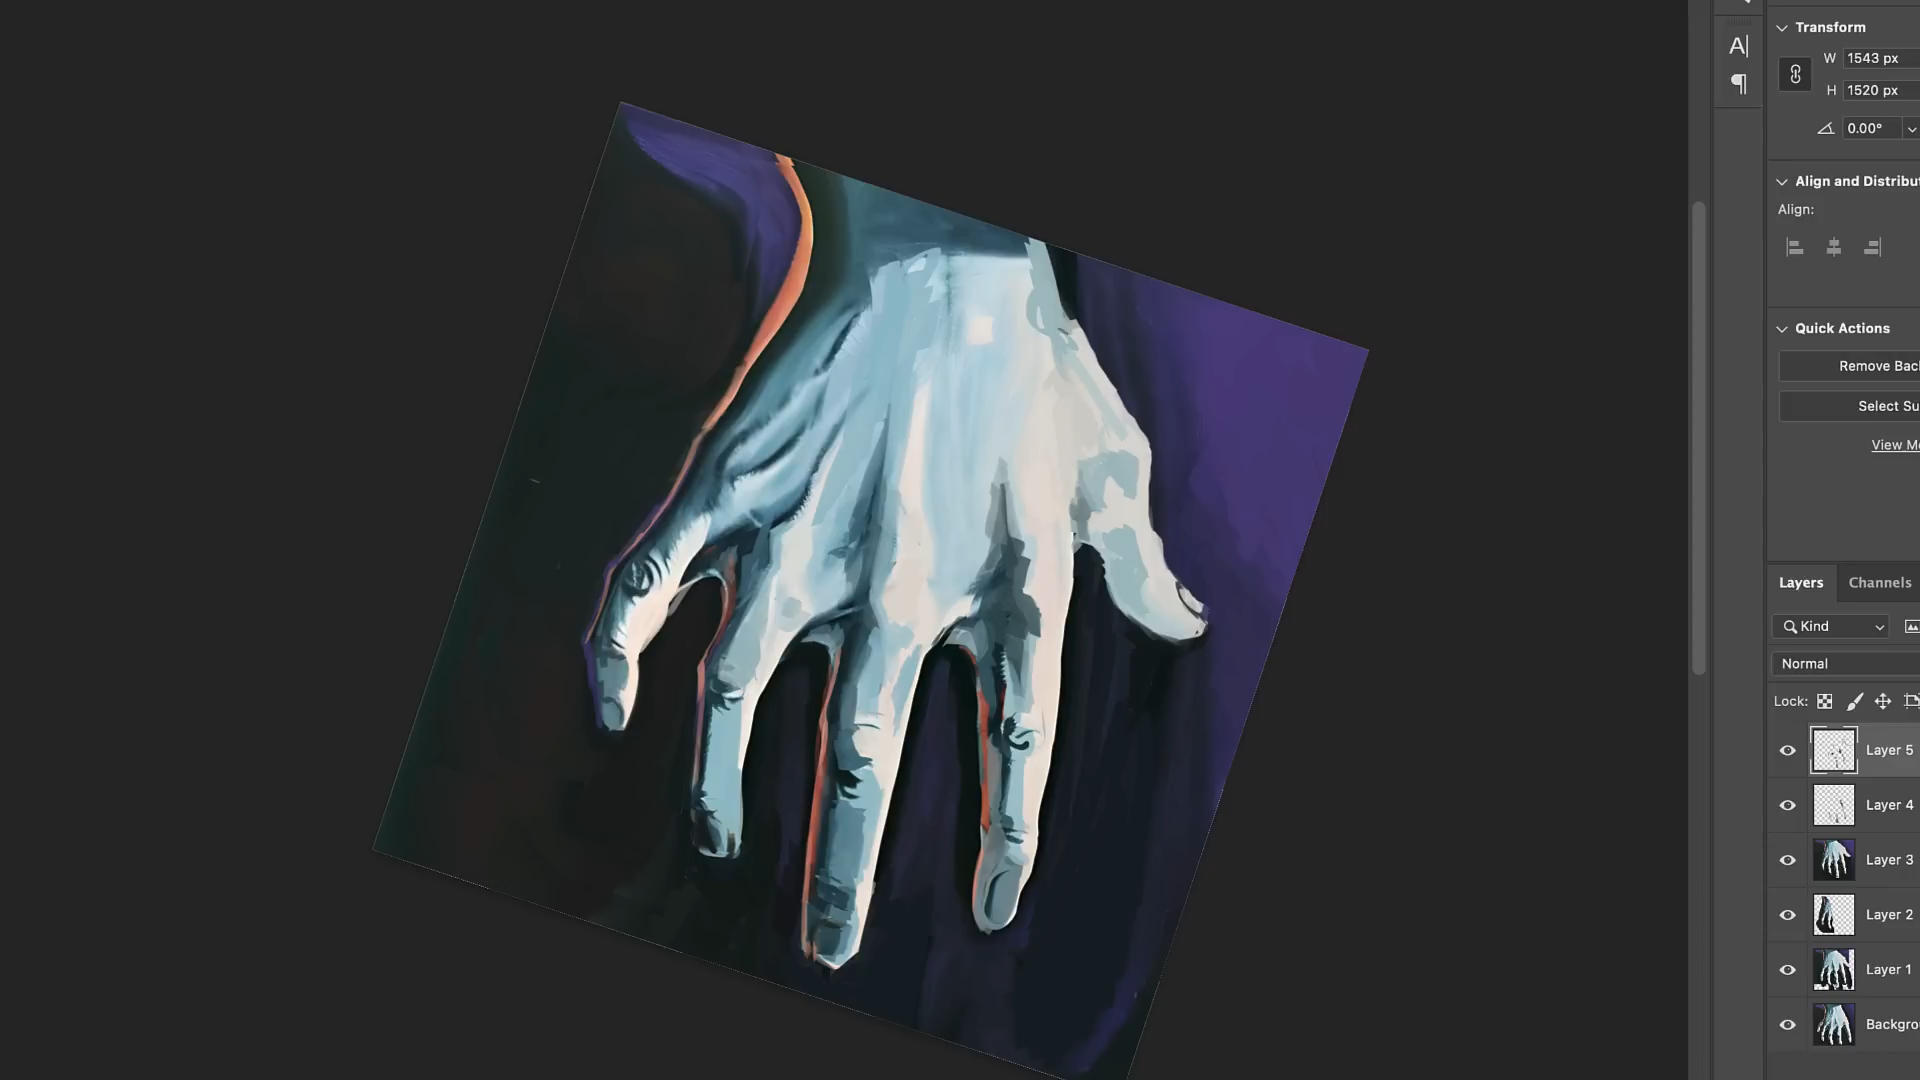 Transform
W 1543 px
H 1520 px
0.00°
Align and Distribut
Align:
Quick Actions
Remove Bac
Select Su
View M
Layers Channels
Kind
Normal
Lock:
Layer 5
Layer 4
Layer 3
Layer 2
Layer 1
Backgro